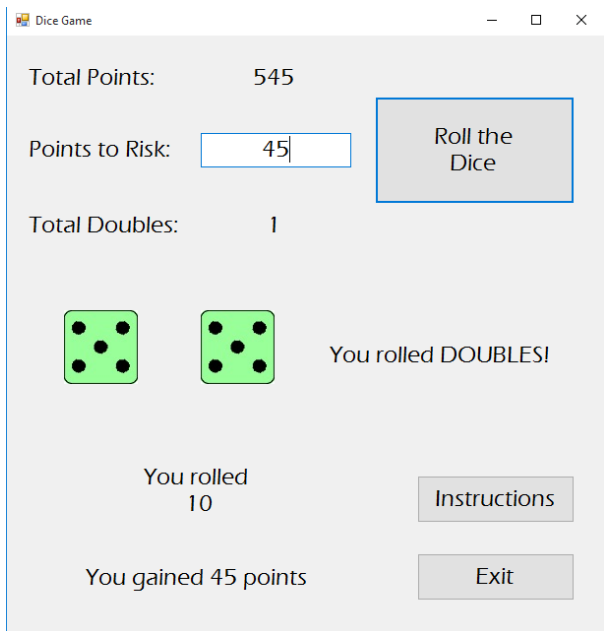 Dice Game
Total Points: 545
Points to Risk: 45
Roll the
Dice
Total Doubles: 1
You rolled DOUBLES!
You rolled
10
Instructions
You gained 45 points
Exit